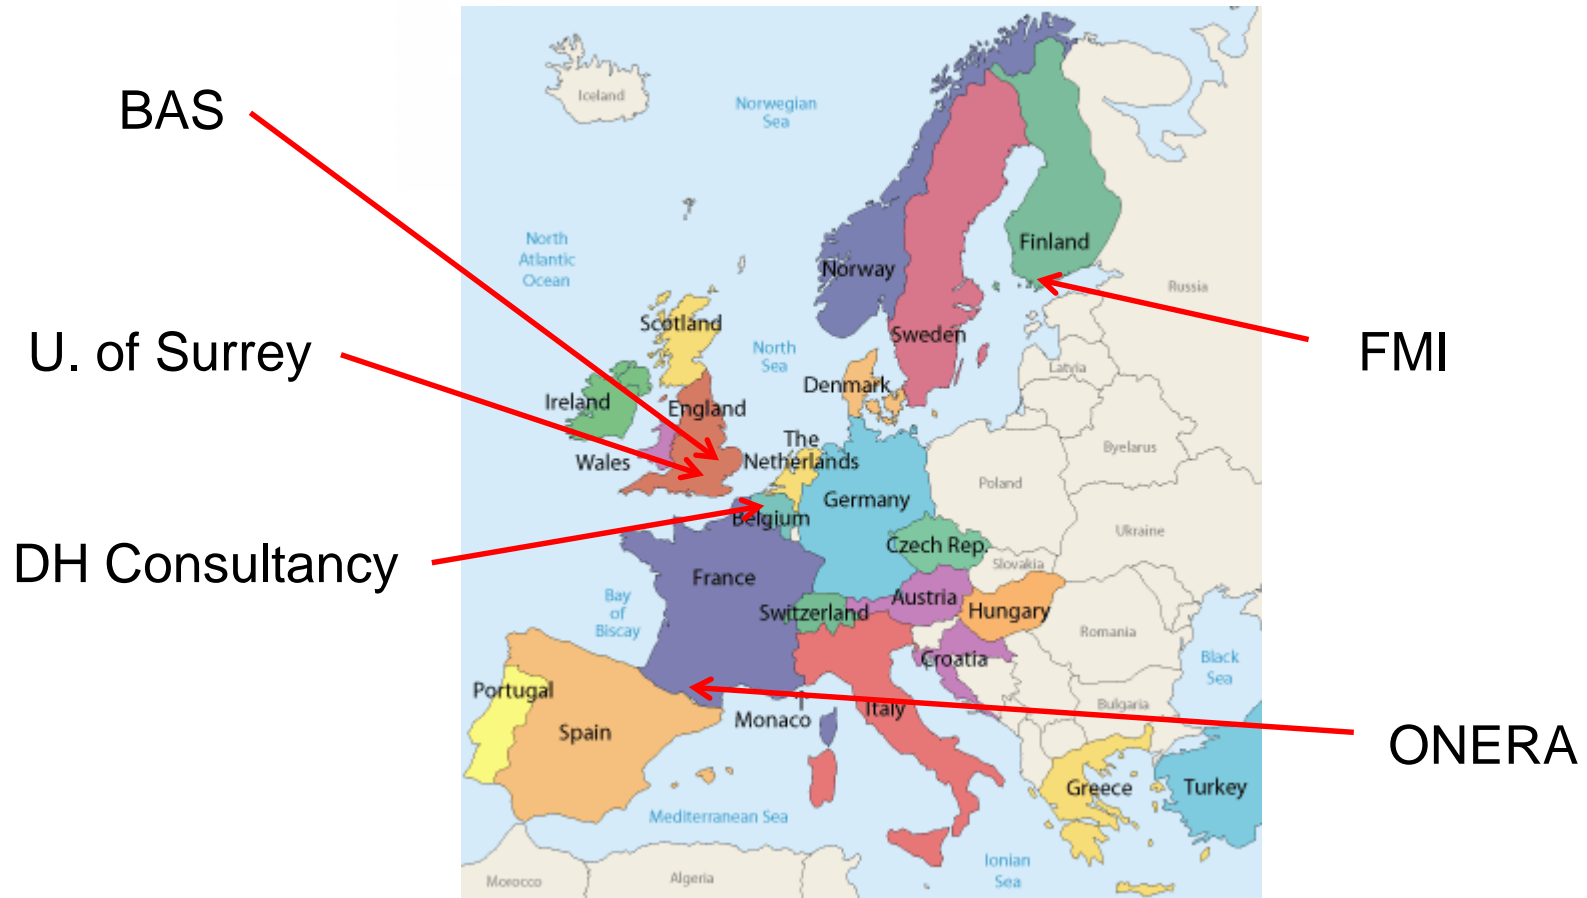 BAS
U. of Surrey
DH Consultancy
FMI
ONERA
Iceland
Norwegian
Sea
North
Atlantic
Ocean
Finland
Norway
Russia
Scotland
Sweden
North
Sea
Latvia
Denmark
Ireland
England
The
Netherlands
Wales
Byelarus
Poland
Germany
Belgium
Ukraine
Czech Rep.
Slovakia
France
Austria
Bay
of
Biscay
Switzerland
Hungary
Romania
Croatia
Black
Sea
Portugal
Bulgaria
Italy
Monaco
Spain
Greece
Turkey
Mediterranean Sea
Ionian
Sea
Morocco
Algeria